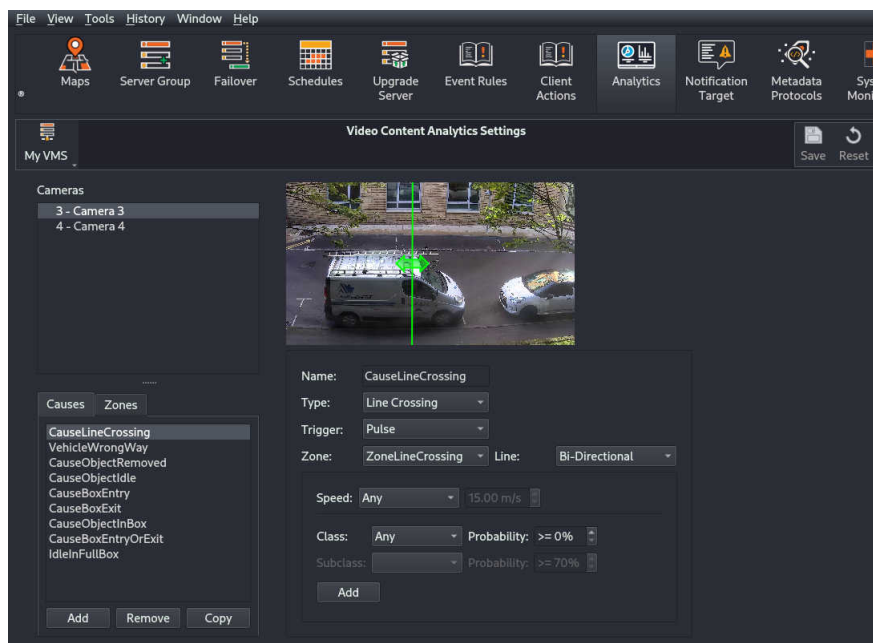 File View Tools History Window Help
Maps
Server Group
Failover
Schedules
Upgrade
Server
Event Rules
Client
Actions
Analytics
Notification
Target
Metadata
Protocols
Sys
Moni
My VMS
Video Content Analytics Settings
Save
Reset
Cameras
3 - Camera 3
4 - Camera 4
Causes
Zones
CauseLineCrossing
VehicleWrongWay
CauseObjectRemoved
CauseObjectIdle
CauseBoxEntry
CauseBoxExit
CauseObjectInBox
CauseBoxEntryOrExit
IdleInFullBox
Add
Remove
Copy
Name: CauseLineCrossing
Type: Line Crossing
Trigger: Pulse
Zone: ZoneLineCrossing Line: Bi-Directional
Speed: Any 15.00 m/s
Class: Any Probability: >= 0%
Subclass: Probability: >= 70%
Add